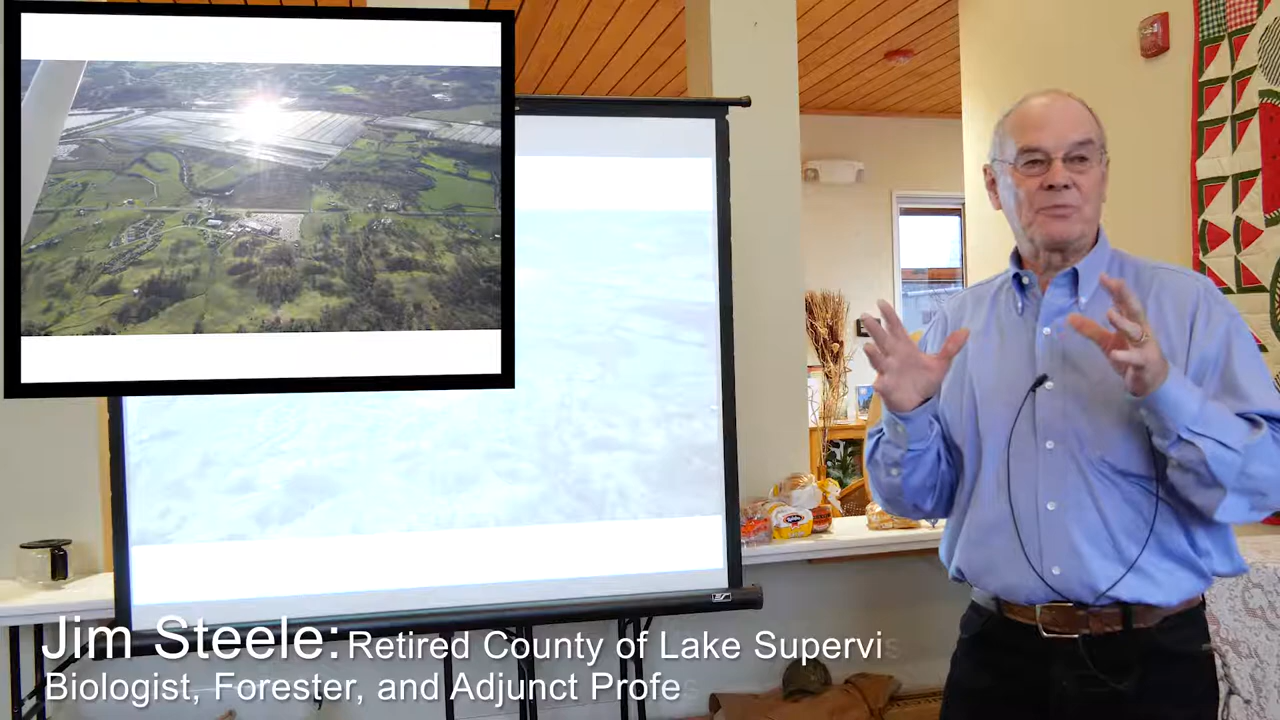 Jim Steele: Retired County of Lake Supervi
Biologist, Forester, and Adjunct Profe